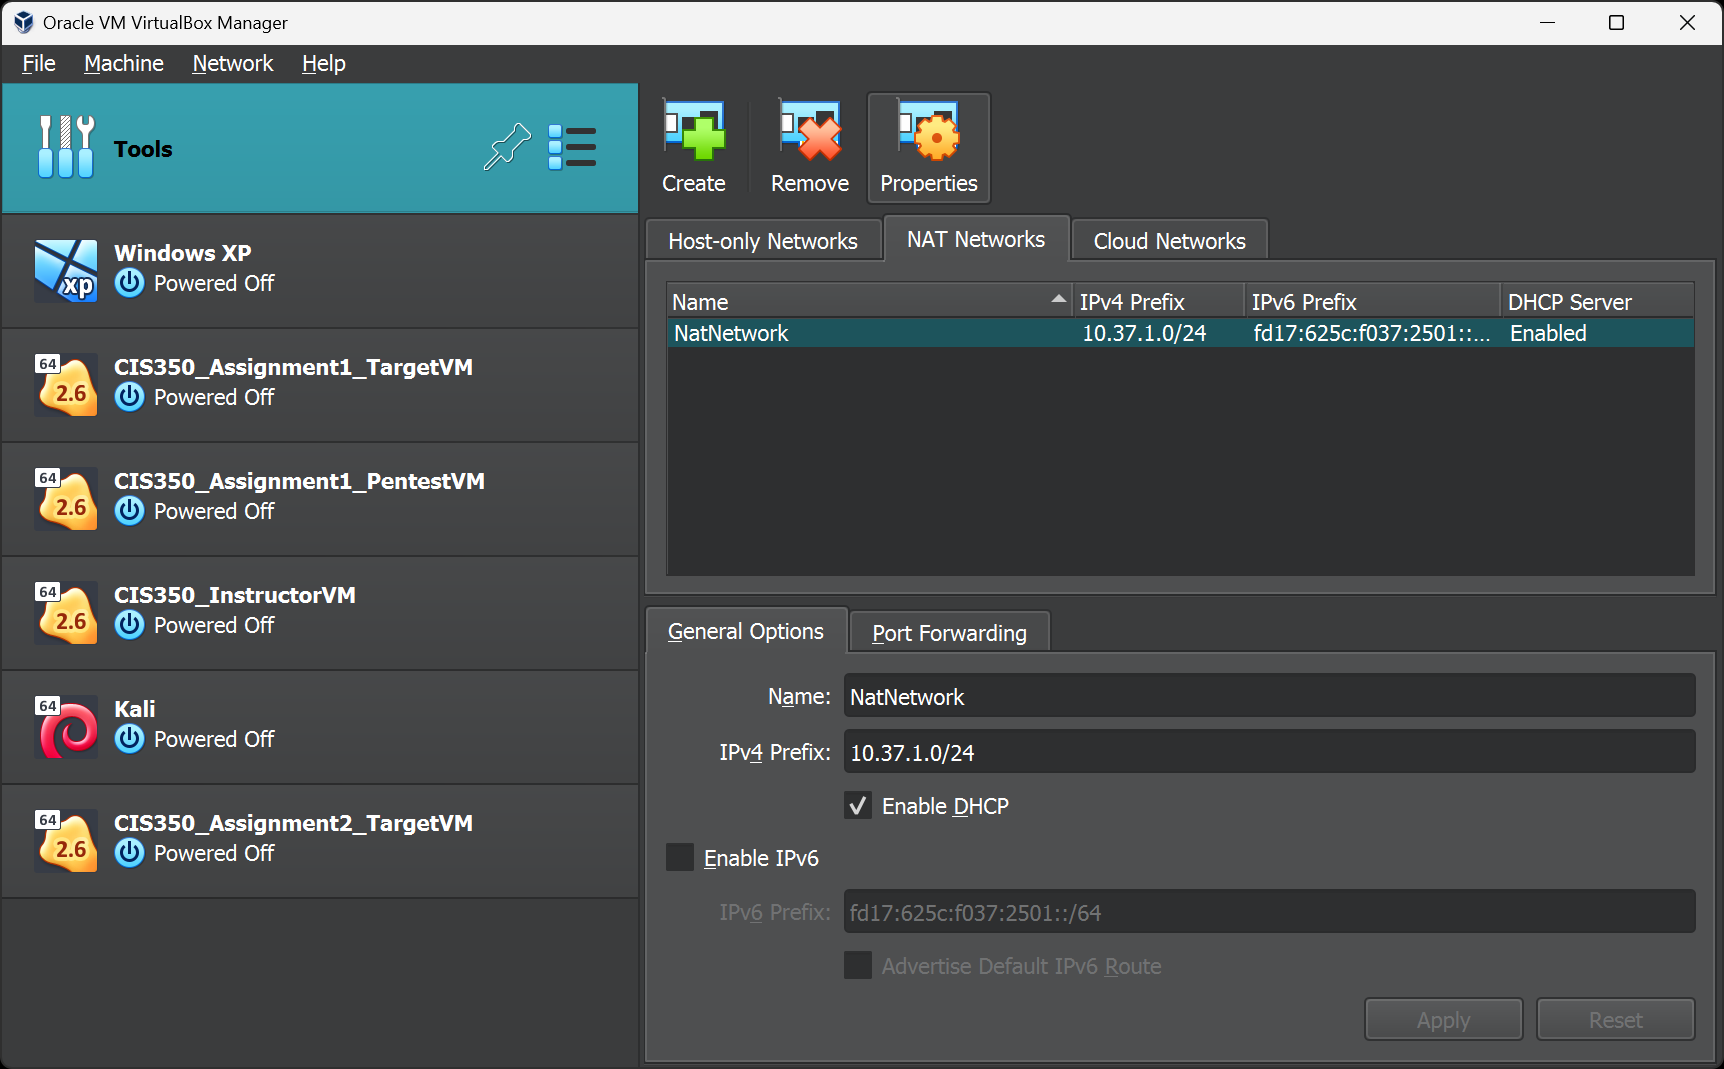 Oracle VM VirtualBox Manager
File Machine Network Help
Tools
Windows XP
Powered Off
64
CIS350_Assignment1_TargetVM
2.6
Powered Off
64
CIS350_Assignment1_PentestVM
2.6
Powered Off
64
CIS350_InstructorVM
2.6
Powered Off
64
Kali
Powered Off
64
CIS350_Assignment2_TargetVM
2.6
Powered Off
xp
Create Remove Properties
Host-only Networks NAT Networks Cloud Networks
Name IPv4 Prefix IPv6 Prefix DHCP Server
NatNetwork 10.37.1.0/24 fd17:625c:f037:2501::... Enabled
General Options Port Forwarding
Name: NatNetwork
IPv4 Prefix: 10.37.1.0/24
Enable DHCP
Enable IPv6
IPv6 Prefix: fd17:625c:f037:2501::/64
Advertise Default IPv6 Route
Apply Reset